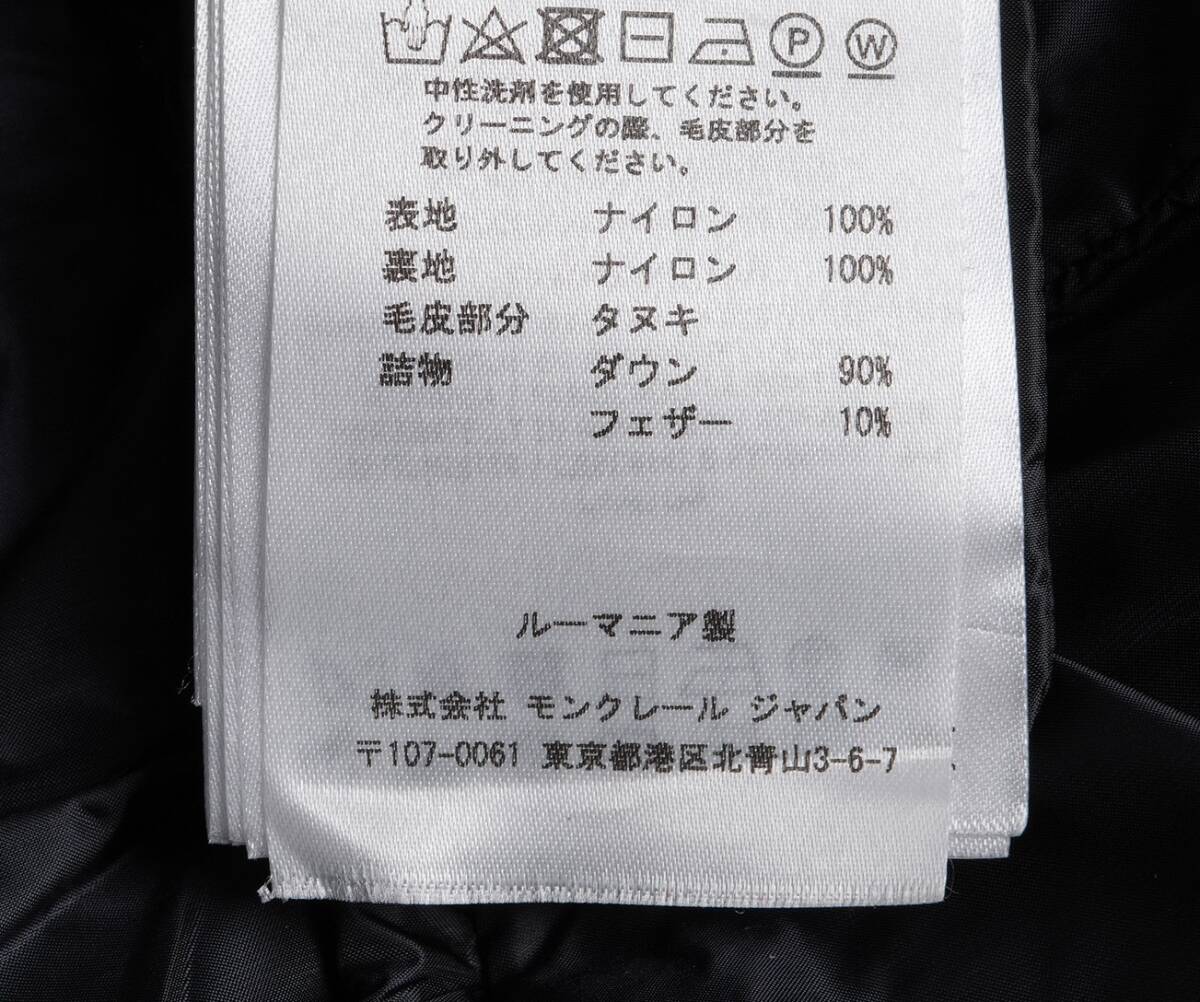 P W
中性洗剤を使用してください。
クリーニングの際、毛皮部分を
取り外してください。
表地 ナイロン 100%
裏地 ナイロン 100%
毛皮部分 タヌキ
詰物 ダウン 90%
フェザー 10%
ルーマニア製
株式会社 モンクレール ジャパン
〒107-0061 東京都港区北青山3-6-7